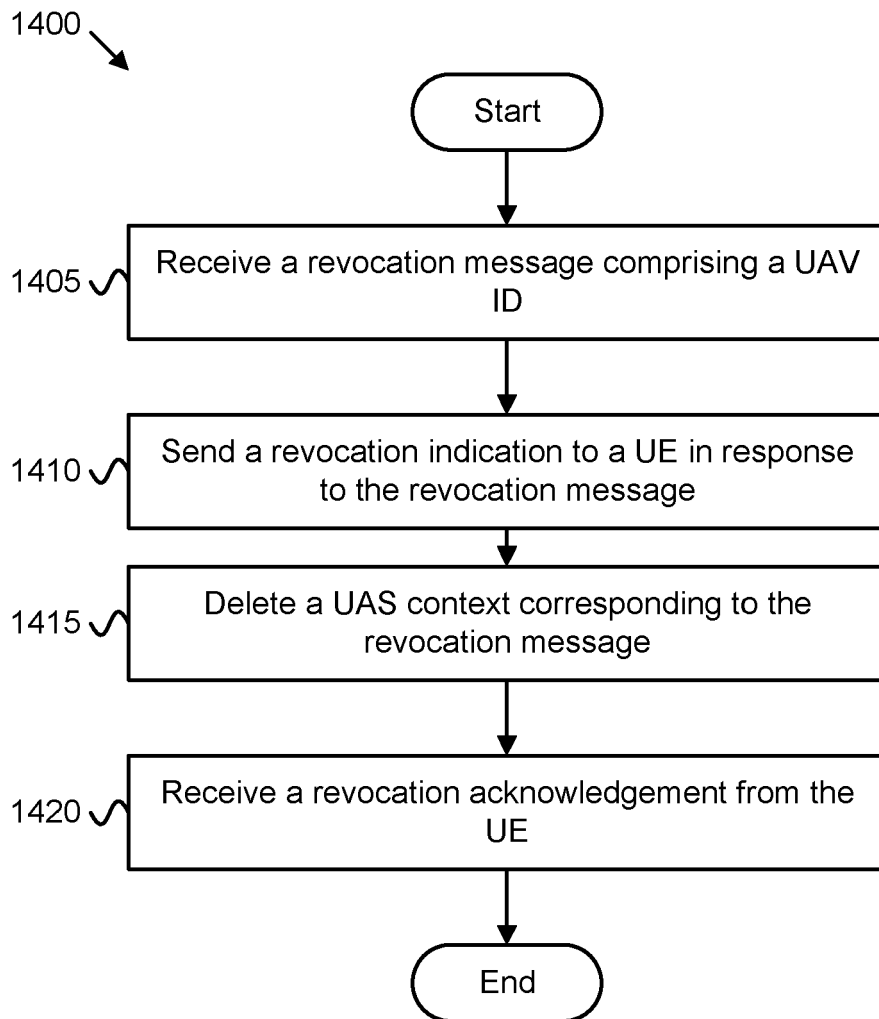 1400
Start
1405
Receive a revocation message comprising a UAV
ID
1410
Send a revocation indication to a UE in response
to the revocation message
1415
Delete a UAS context corresponding to the
revocation message
1420
Receive a revocation acknowledgement from the
UE
End